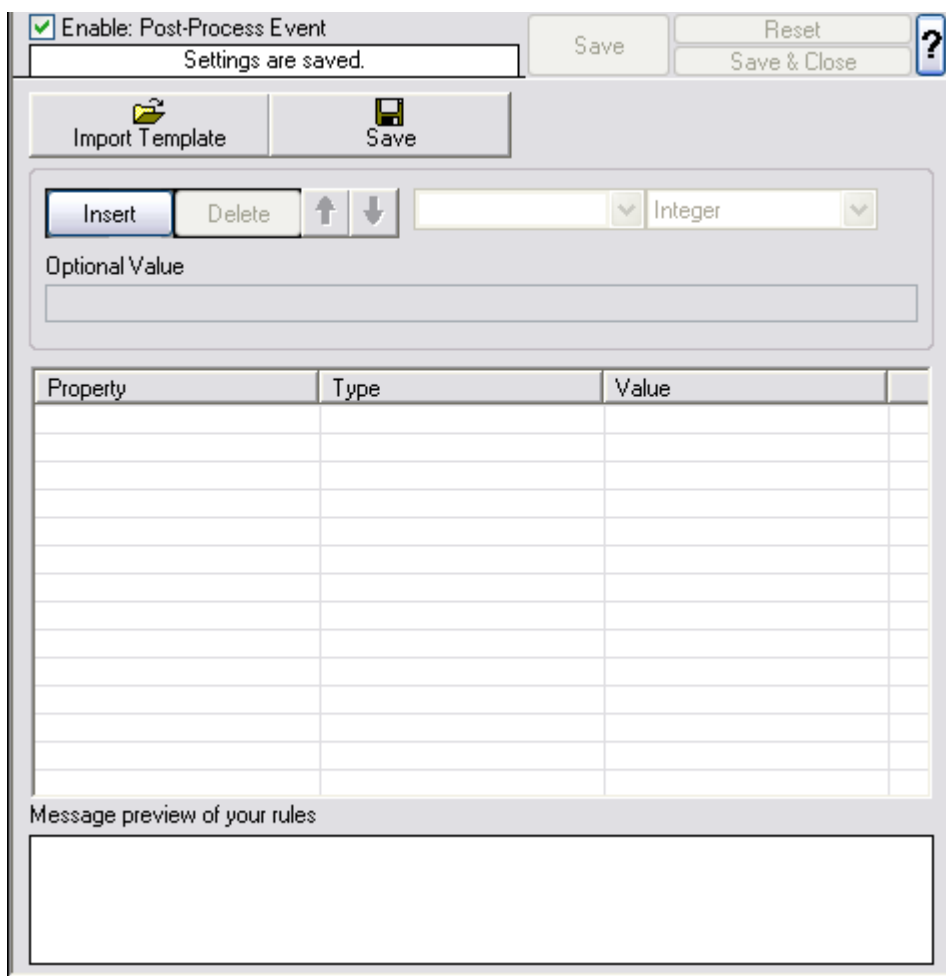 Enable: Post-Process Event
Settings are saved.
Save
Reset
Save & Close
?
Import Template
Save
Insert
Delete
Integer
Optional Value
Property
Type
Value
Message preview of your rules